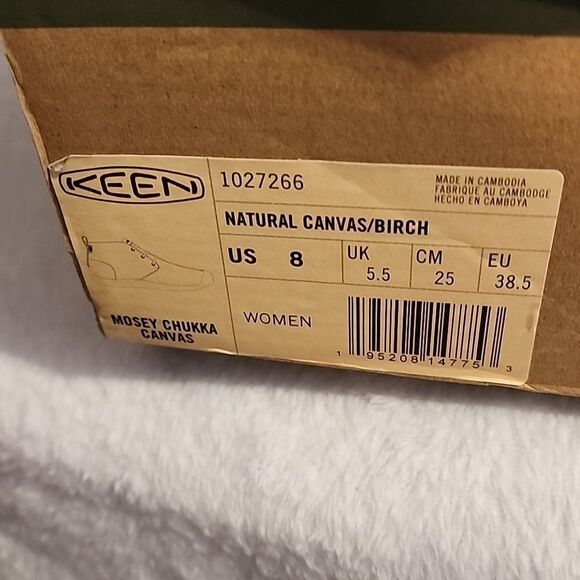 KEEN
1027266
MADE IN CAMBODIA
FABRIQUE AU CAMBODGE
HECHO EN CAMBOYA
NATURAL CANVAS/BIRCH
US 8
UK 5.5
CM 25
EU 38.5
MOSEY CHUKKA
CANVAS
WOMEN
1 95208 14775 3